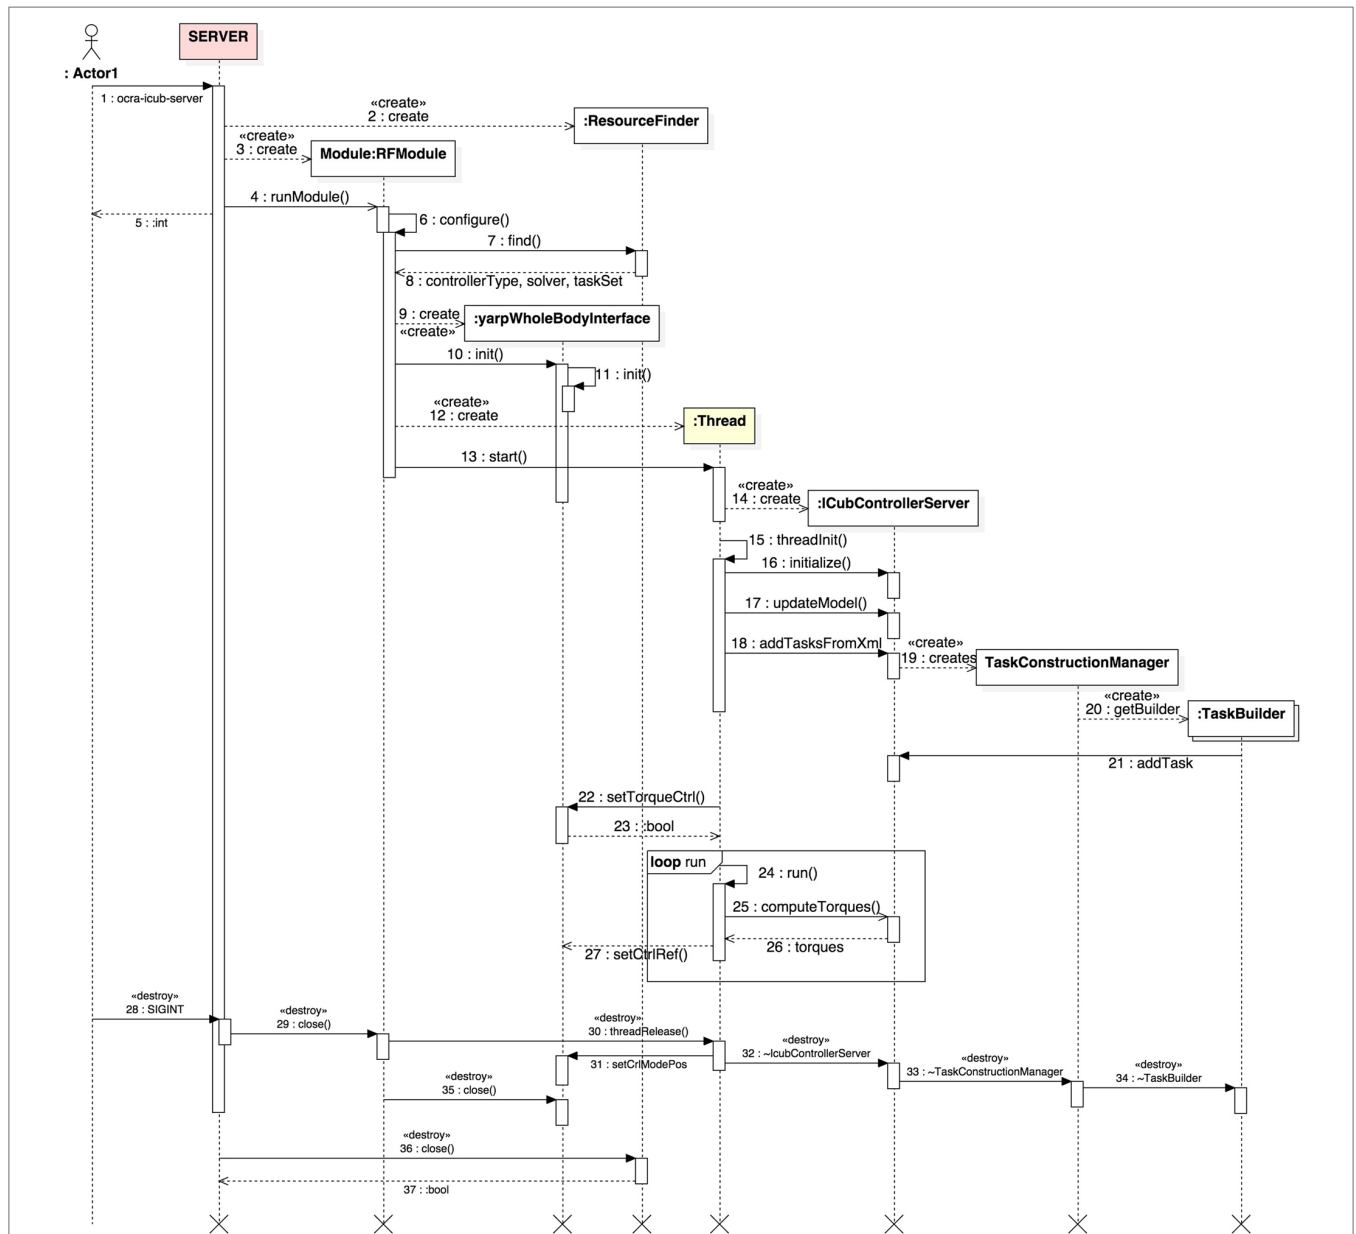 SERVER
: Actor1
1 : ocra-icub-server
«create»
2 : create
:ResourceFinder
«create»
3 : create
Module:RFModule
4 : runModule()
5 : :int
6 : configure()
7 : find()
8 : controllerType, solver, taskSet
9 : create
«create»
:yarpWholeBodyInterface
10 : init()
11 : init()
«create»
12 : create
:Thread
13 : start()
«create»
14 : create
:ICubControllerServer
15 : threadInit()
16 : initialize()
17 : updateModel()
18 : addTasksFromXml
«create»
19 : creates
TaskConstructionManager
«create»
20 : getBuilder
:TaskBuilder
21 : addTask
22 : setTorqueCtrl()
23 : :bool
loop run
24 : run()
25 : computeTorques()
26 : torques
27 : setCtrlRef()
«destroy»
28 : SIGINT
«destroy»
29 : close()
«destroy»
30 : threadRelease()
31 : setCrlModePos
«destroy»
32 : ~IcubControllerServer
«destroy»
33 : ~TaskConstructionManager
«destroy»
34 : ~TaskBuilder
«destroy»
35 : close()
«destroy»
36 : close()
37 : :bool